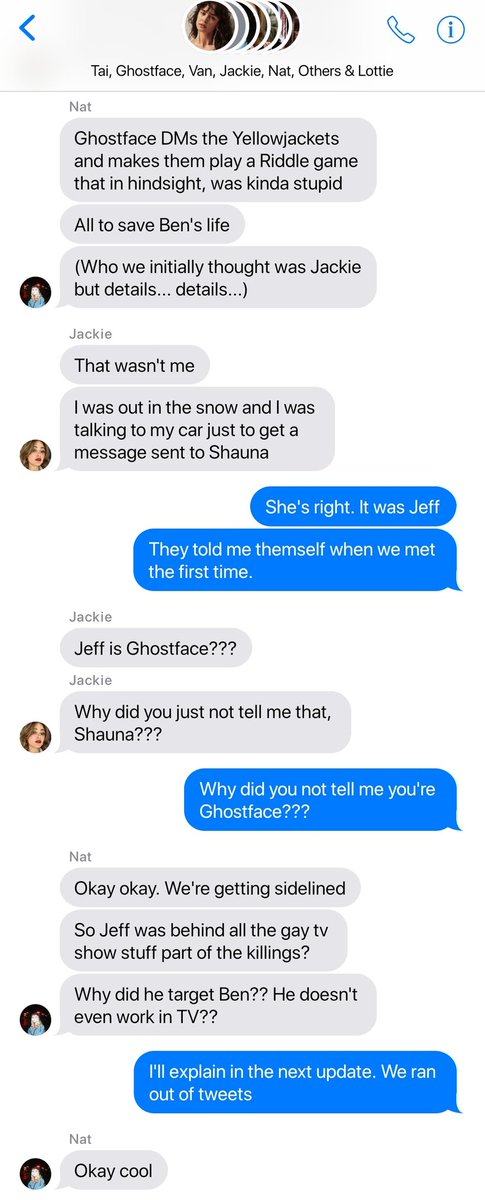 Tai, Ghostface, Van, Jackie, Nat, Others & Lottie
Nat
Ghostface DMs the Yellowjackets
and makes them play a Riddle game
that in hindsight, was kinda stupid
All to save Ben's life
(Who we initially thought was Jackie
but details... details...)
Jackie
That wasn't me
I was out in the snow and I was
talking to my car just to get a
message sent to Shauna
She's right. It was Jeff
They told me themself when we met
the first time.
Jackie
Jeff is Ghostface???
Jackie
Why did you just not tell me that,
Shauna???
Why did you not tell me you're
Ghostface???
Nat
Okay okay. We're getting sidelined
So Jeff was behind all the gay tv
show stuff part of the killings?
Why did he target Ben?? He doesn't
even work in TV??
I'll explain in the next update. We ran
out of tweets
Nat
Okay cool